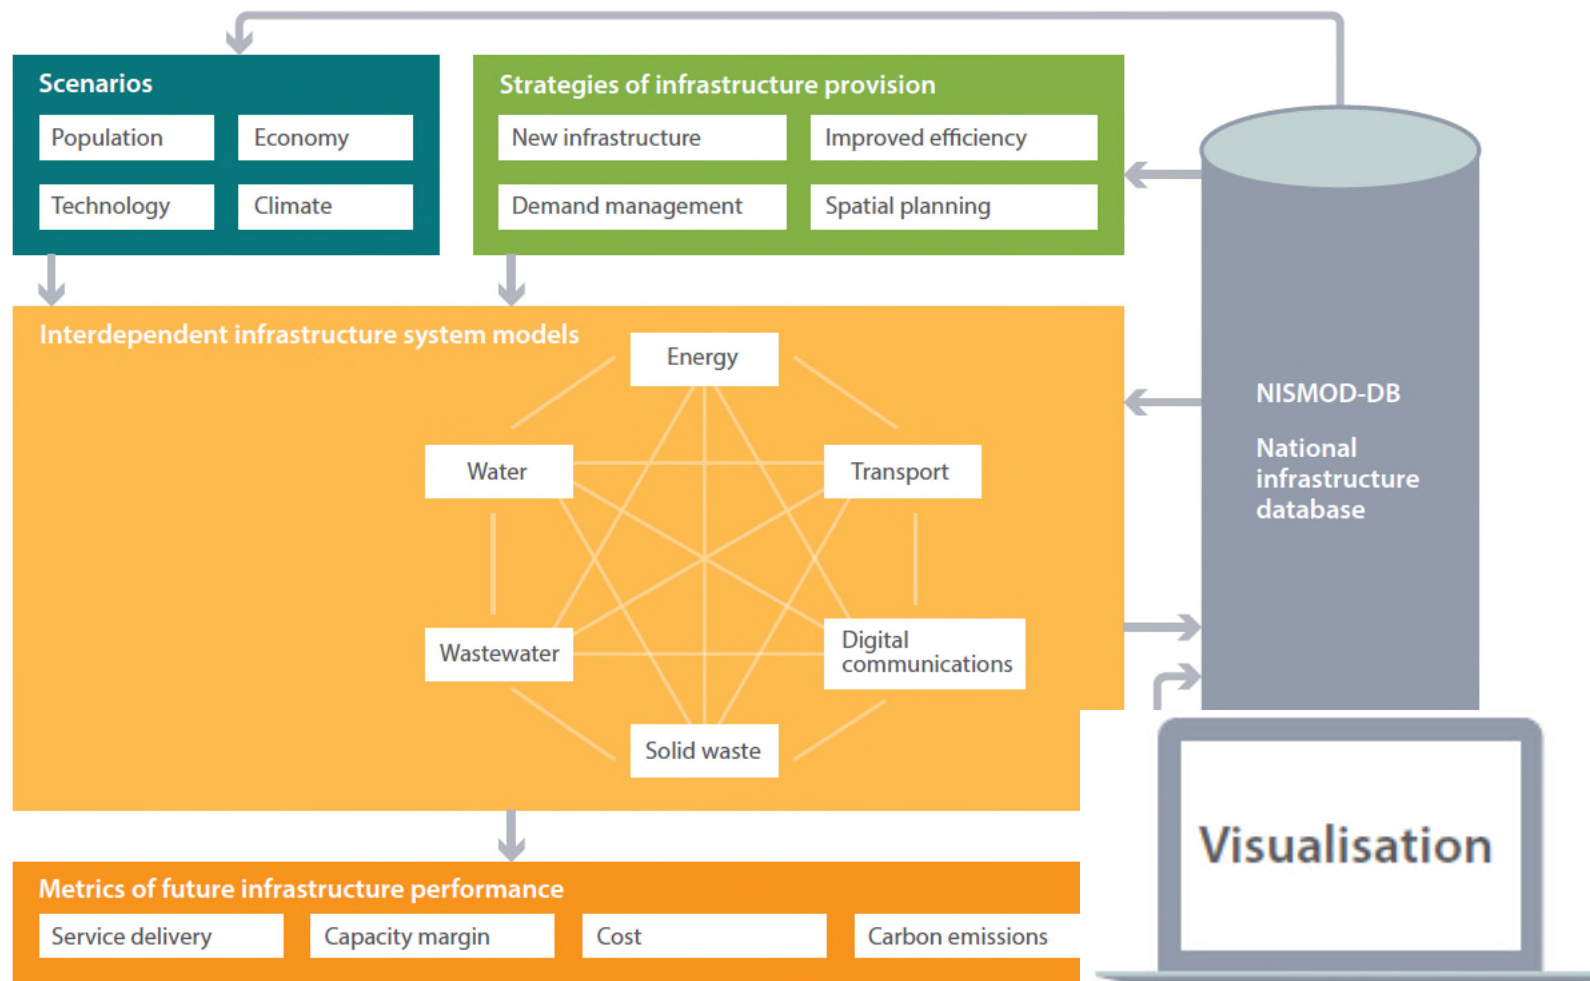 Scenarios
Population
Economy
Technology
Climate
Strategies of infrastructure provision
New infrastructure
Improved efficiency
Demand management
Spatial planning
Interdependent infrastructure system models
Energy
Water
Transport
Wastewater
Digital
communications
Solid waste
NISMOD-DB
National
infrastructure
database
Metrics of future infrastructure performance
Service delivery
Capacity margin
Cost
Carbon emissions
Visualisation